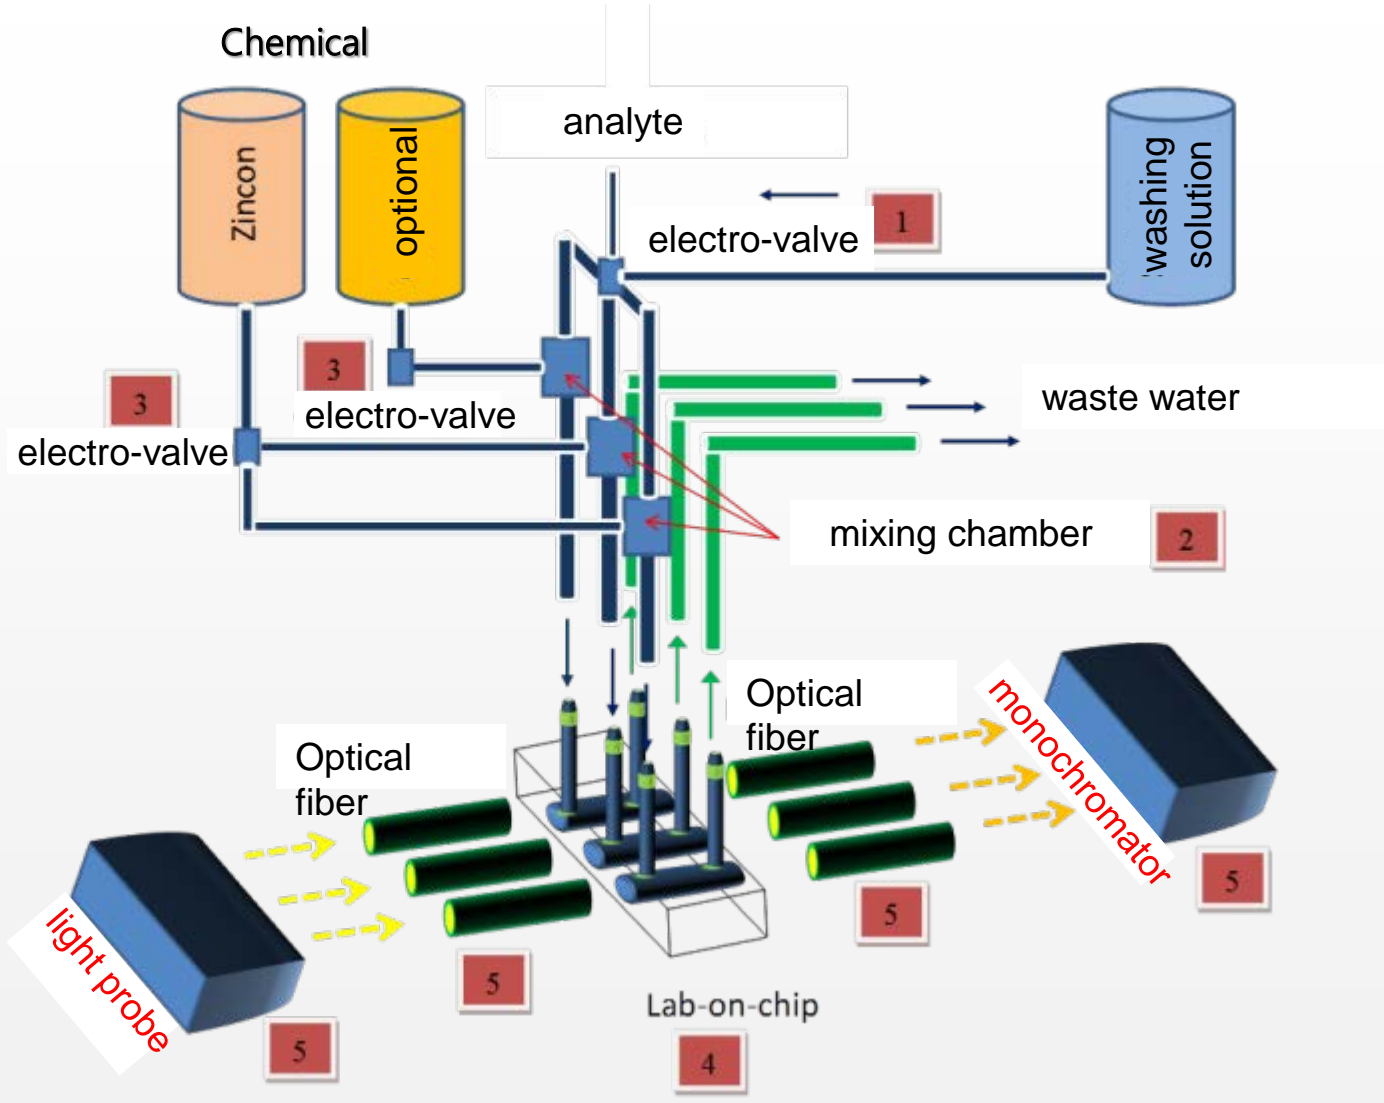 Chemical
Zincon
optional
analyte
washing
solution
1
electro-valve
3
3
electro-valve
electro-valve
waste water
mixing chamber
2
Optical
fiber
Optical
fiber
monochromator
light probe
5
5
5
5
Lab-on-chip
4